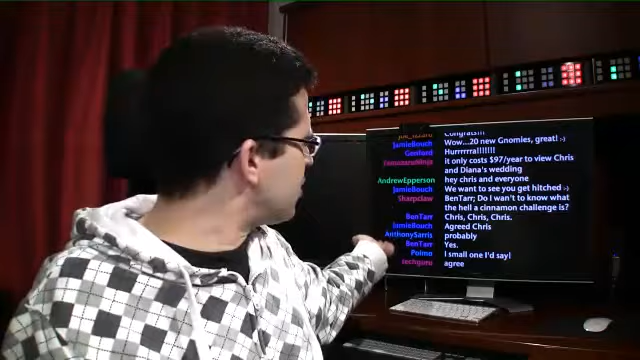 Congrats!!!
JamieBouch Wow...20 new Gnomies, great! :-)
Hurrrrraa!!!!!!!
it only costs $97/year to view Chris
and Diana's wedding
AndrewEpperson hey chris and everyone
JamieBouch We want to see you get hitched :-)
Sharpclaw BenTarr; Do I want to know what
the hell a cinnamon challenge is?
BenTarr Chris, Chris, Chris.
JamieBouch Agreed Chris
AnthonySarris probably
BenTarr Yes.
Polmo I small one I'd say!
techguru agree